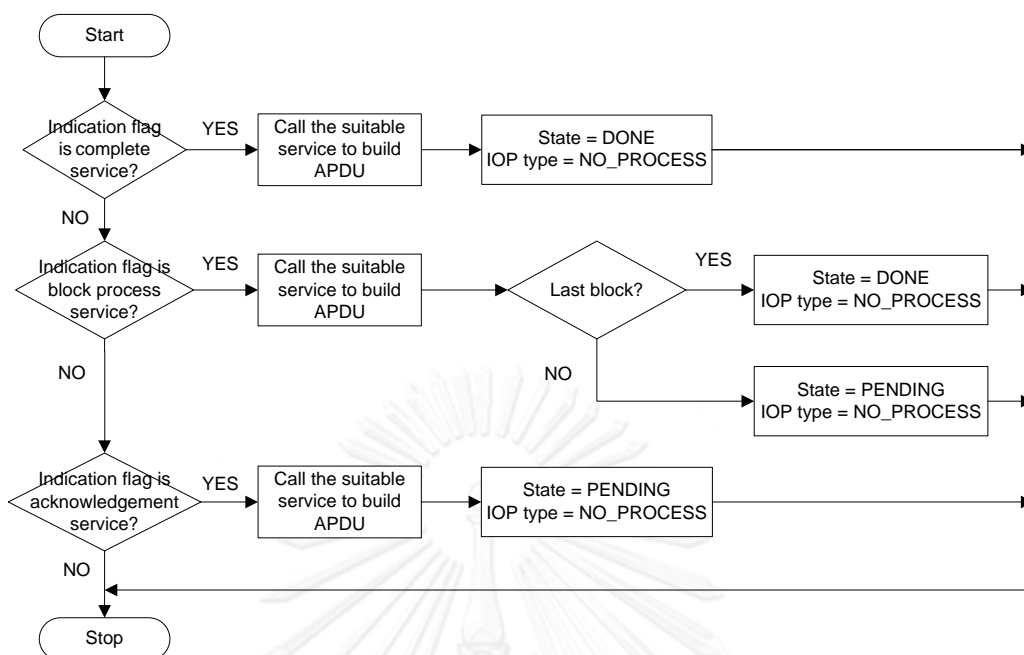 Start
Indication flag
is complete
service?
YES
Call the suitable
service to build
APDU
State = DONE
IOP type = NO_PROCESS
NO
Indication flag is
block process
service?
YES
Call the suitable
service to build
APDU
Last block?
YES
State = DONE
IOP type = NO_PROCESS
NO
NO
State = PENDING
IOP type = NO_PROCESS
Indication flag is
acknowledgement
service?
YES
Call the suitable
service to build
APDU
State = PENDING
IOP type = NO_PROCESS
NO
Stop